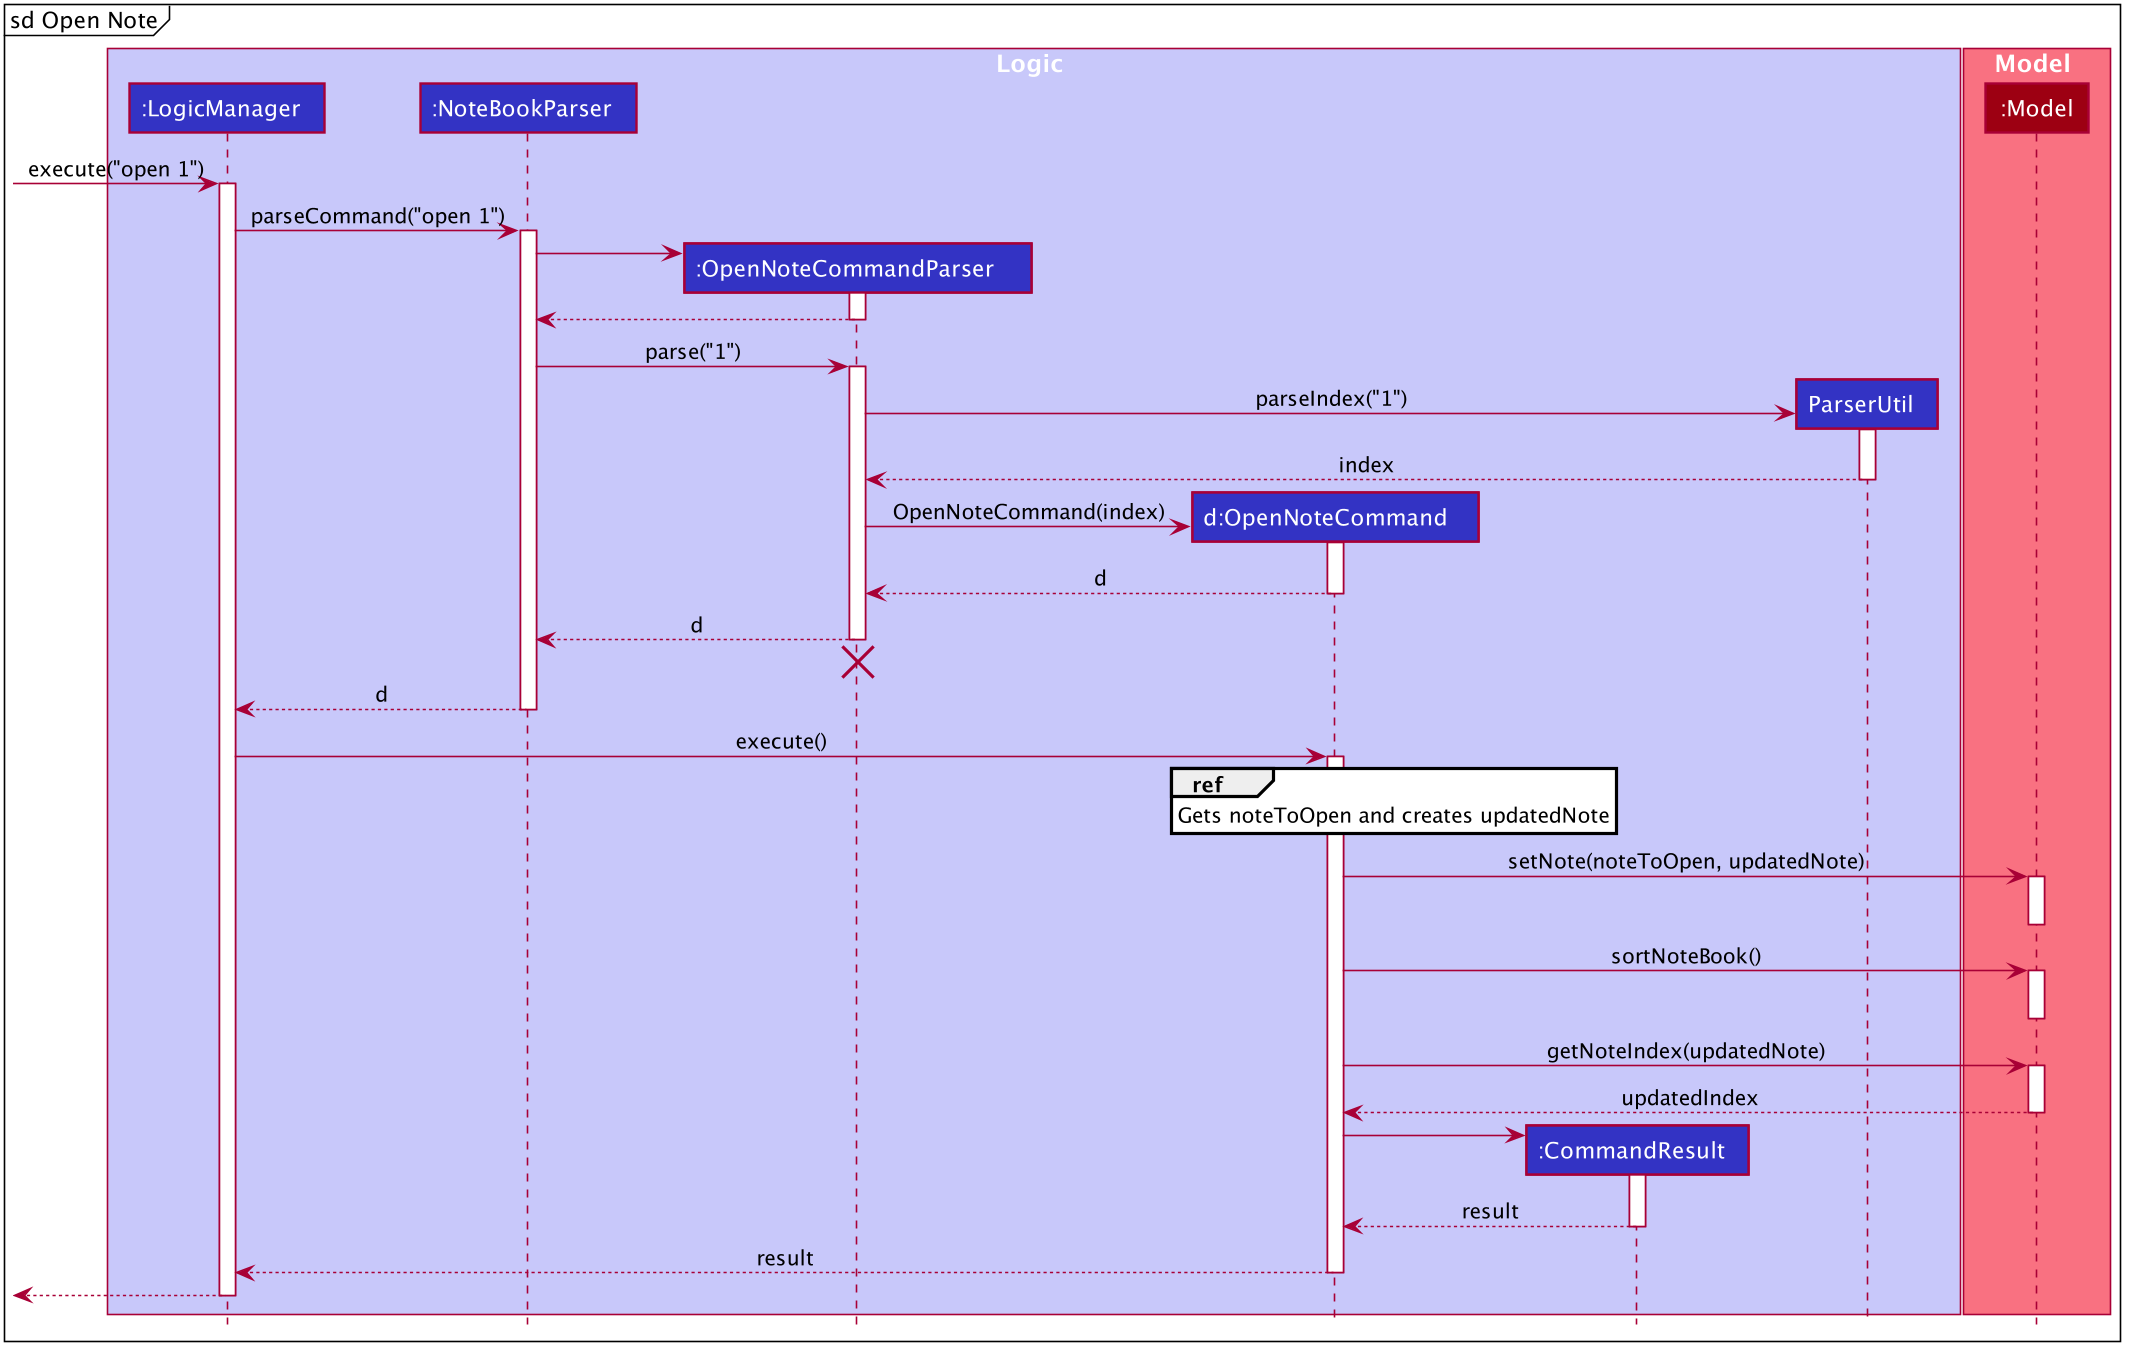 sd Open Note
Logic
Model
:LogicManager
:NoteBookParser
:Model
execute("open 1")
parseCommand("open 1")
:OpenNoteCommandParser
parse("1")
parseIndex("1")
ParserUtil
index
OpenNoteCommand(index)
d:OpenNoteCommand
d
d
d
execute()
ref
Gets noteToOpen and creates updatedNote
setNote(noteToOpen, updatedNote)
sortNoteBook()
getNoteIndex(updatedNote)
updatedIndex
:CommandResult
result
result